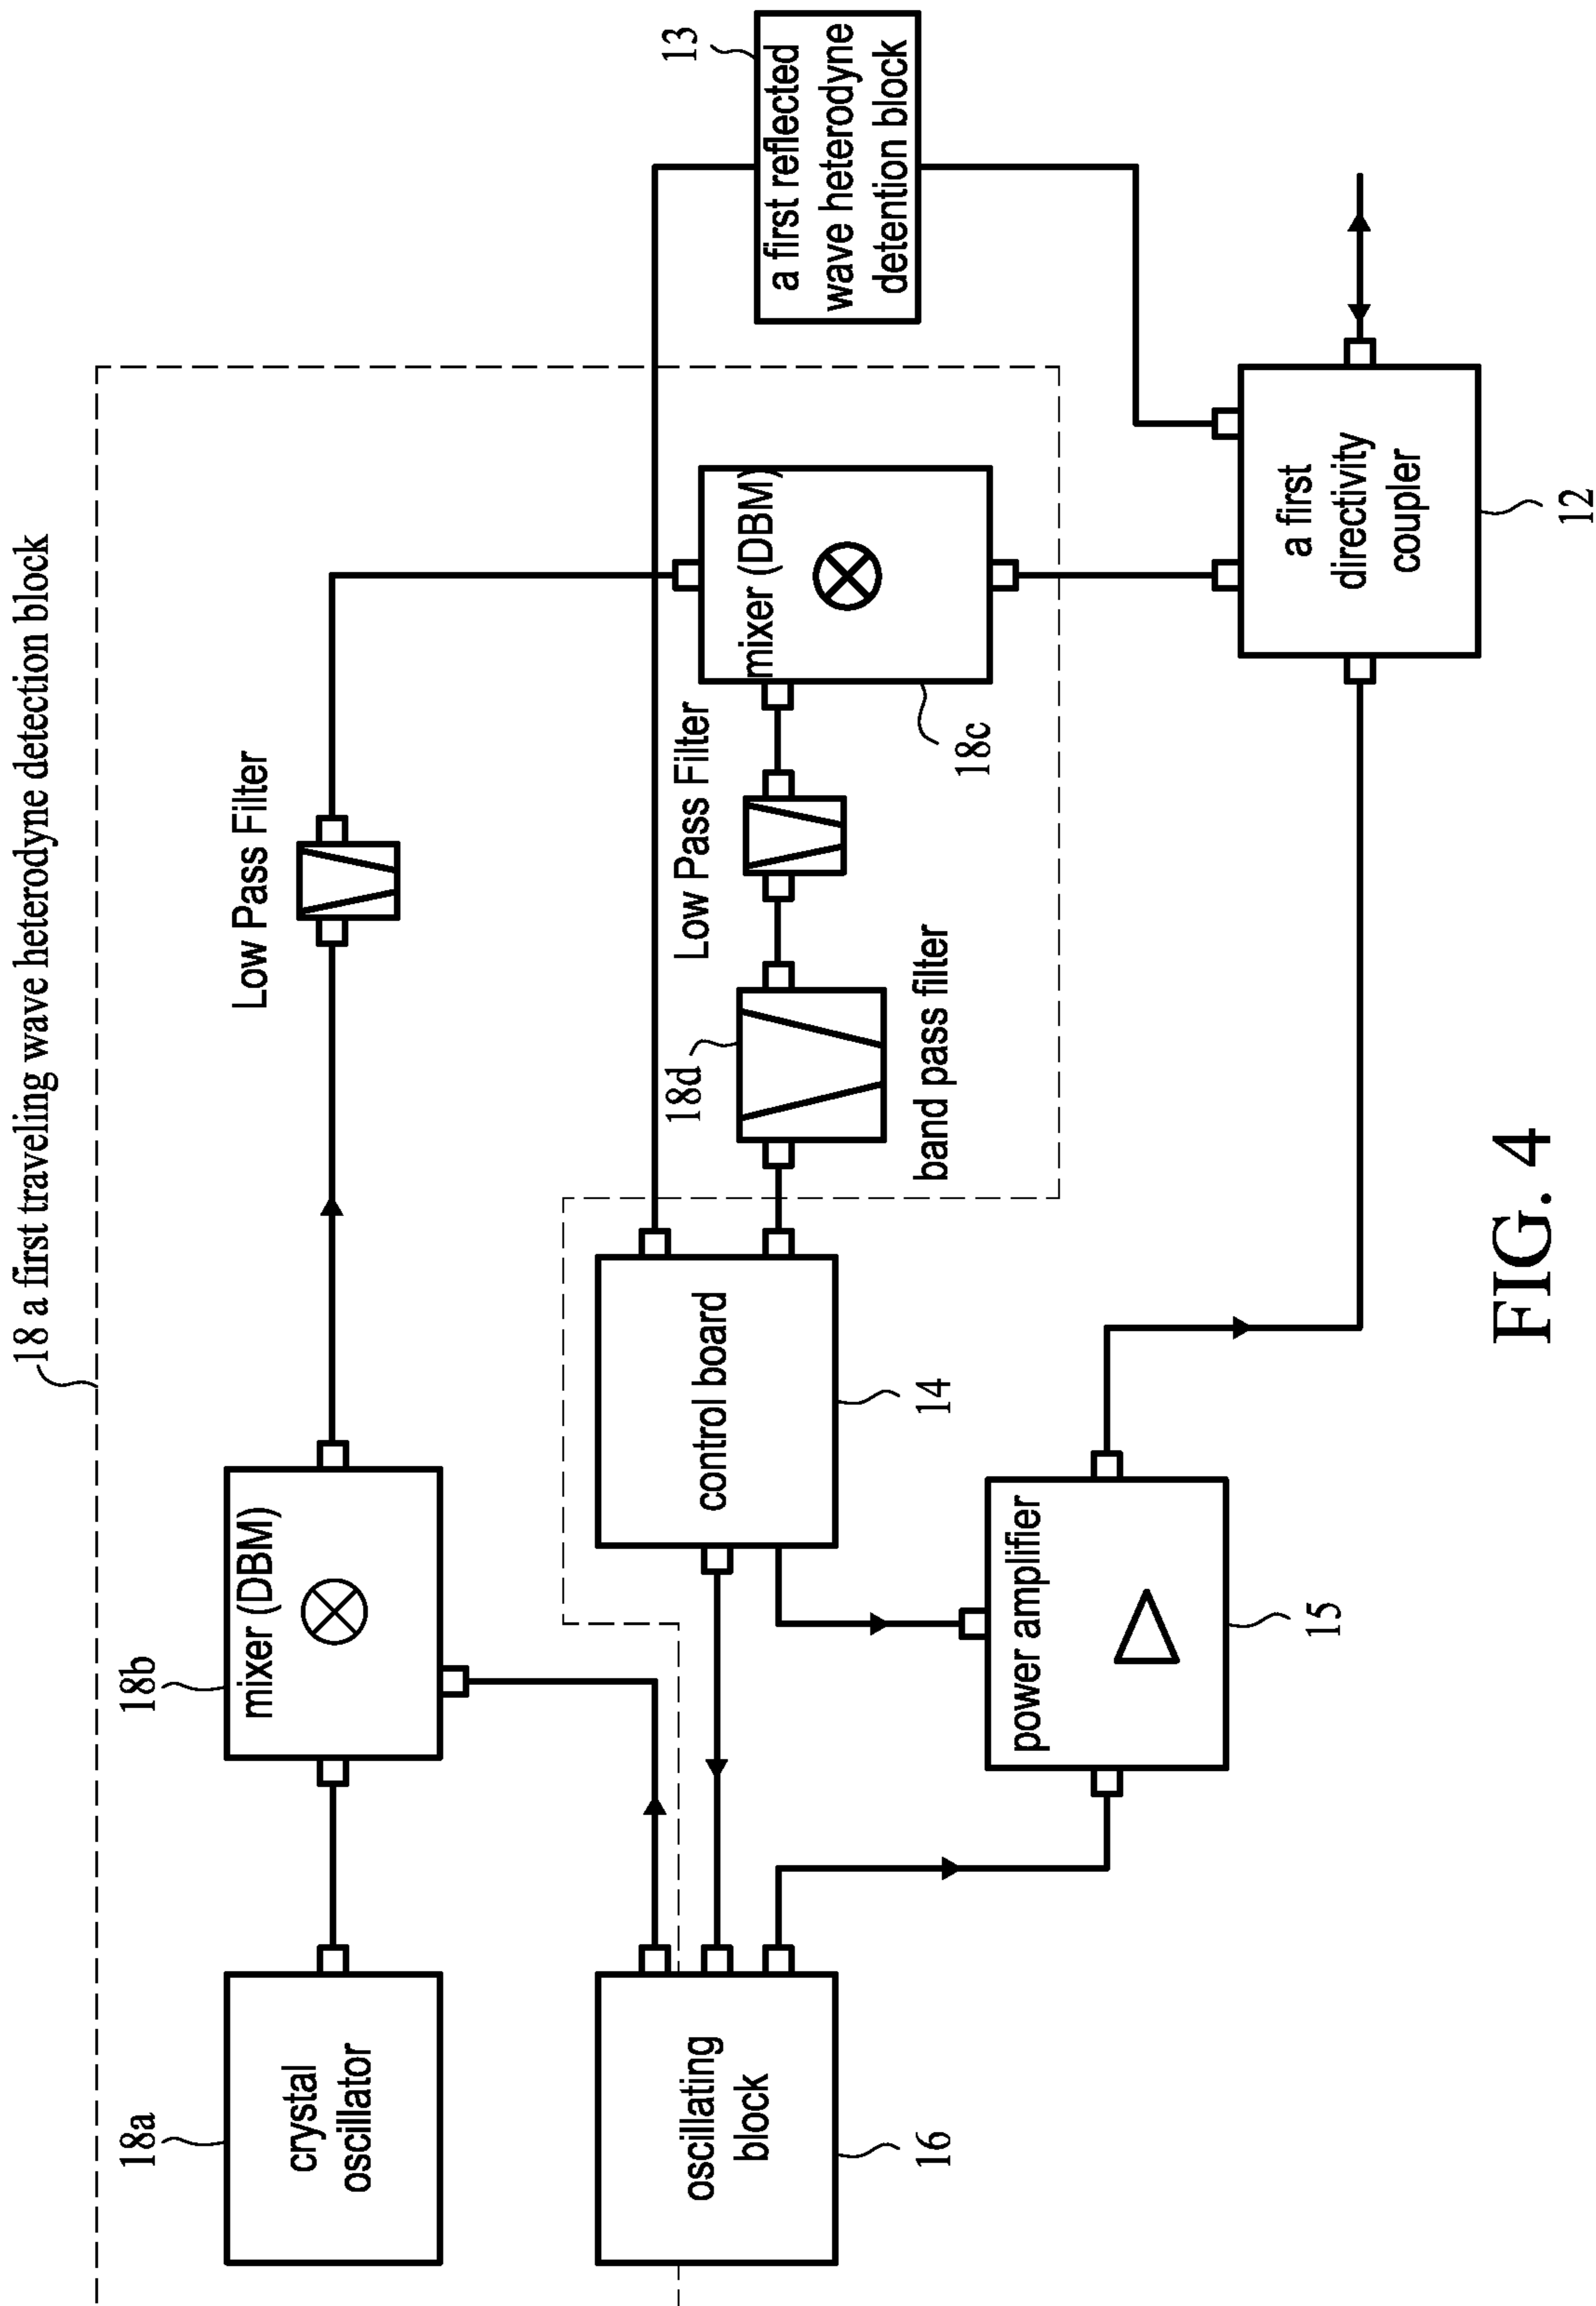 18 a first traveling wave heterodyne detection block
18a
crystal
oscillator
18b
mixer (DBM)
Low Pass Filter
oscillating
block
16
control board
14
18d
band pass filter
Low Pass Filter
mixer (DBM)
18c
13
a first reflected
wave heterodyne
detention block
power amplifier
15
a first
directivity
coupler
12
FIG. 4